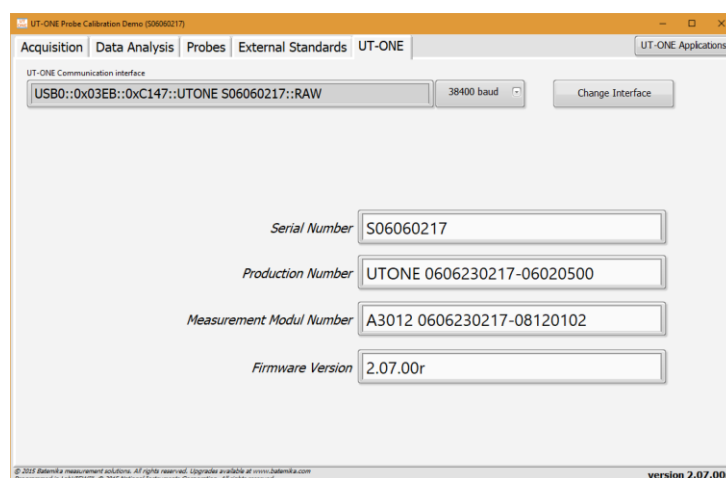 UT-ONE Probe Calibration Demo (S06060217)
Acquisition Data Analysis Probes External Standards UT-ONE UT-ONE Applications
UT-ONE Communication interface
USB0::0x03EB::0xC147::UTONE S06060217::RAW 38400 baud Change Interface
Serial Number S06060217
Production Number UTONE 0606230217-06020500
Measurement Modul Number A3012 0606230217-08120102
Firmware Version 2.07.00r
© 2015 Batemika measurement solutions. All rights reserved. Upgrades available at www.batemika.com
version 2.07.00